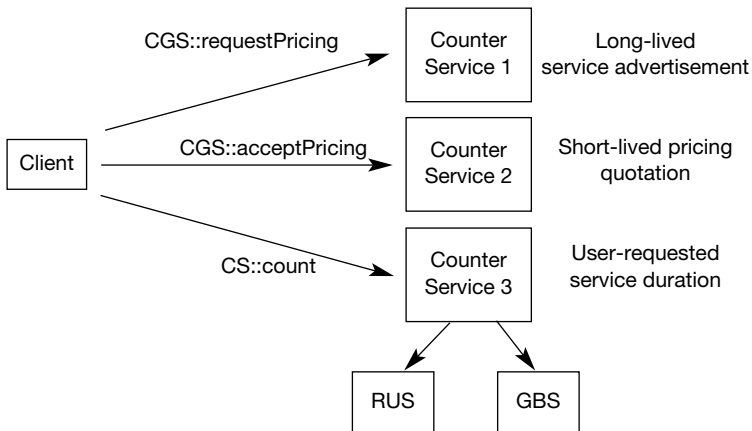 CGS::requestPricing
Counter
Service 1
Long-lived
service advertisement
Client
CGS::acceptPricing
Counter
Service 2
Short-lived pricing
quotation
CS::count
Counter
Service 3
User-requested
service duration
RUS
GBS